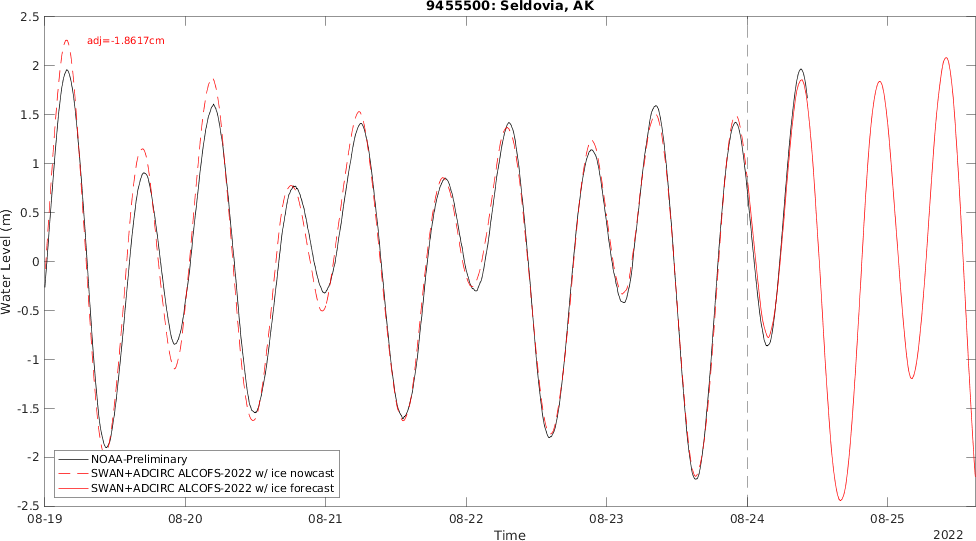 9455500: Seldovia, AK
adj=-1.8617cm
2.5
2
1.5
1
0.5
0
-0.5
-1
-1.5
-2
-2.5
Water Level (m)
NOAA-Preliminary
SWAN+ADCIRC ALCOFS-2022 w/ ice nowcast
SWAN+ADCIRC ALCOFS-2022 w/ ice forecast
08-19 08-20 08-21 08-22 08-23 08-24 08-25
Time
2022